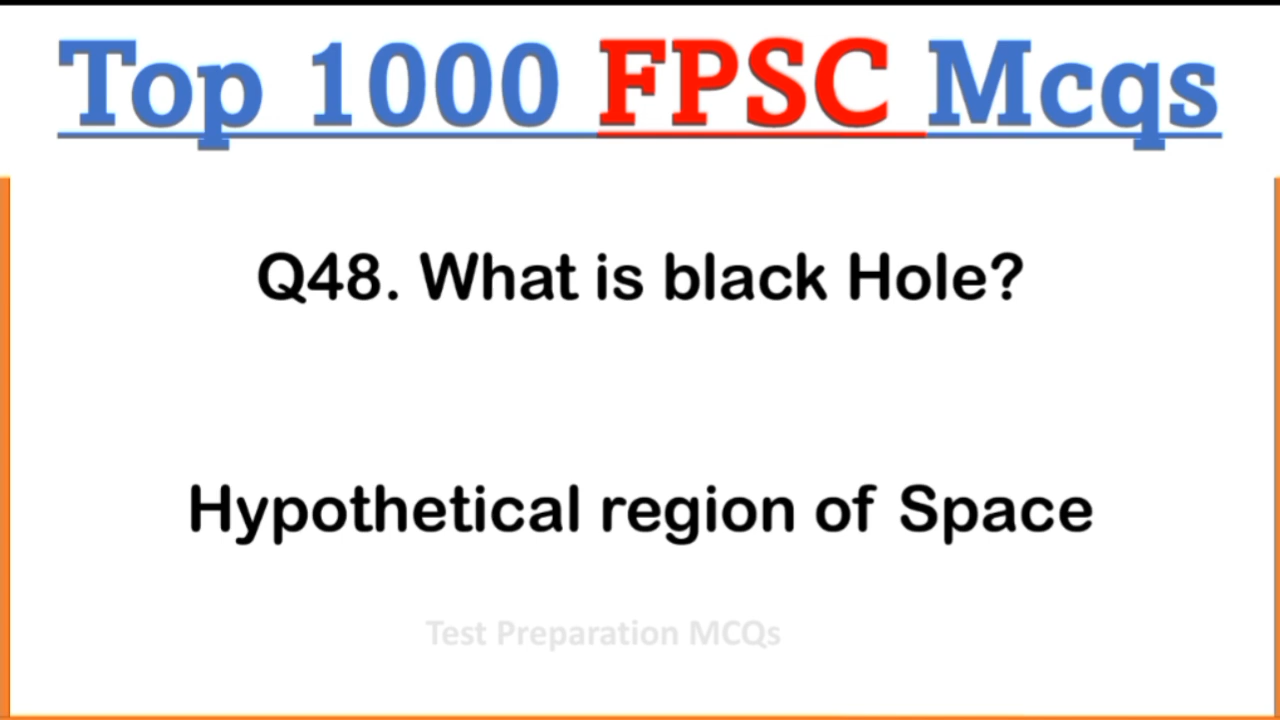 Top 1000 FPSC Mcqs
Q48. What is black Hole?
Hypothetical region of Space
Test Preparation MCQs